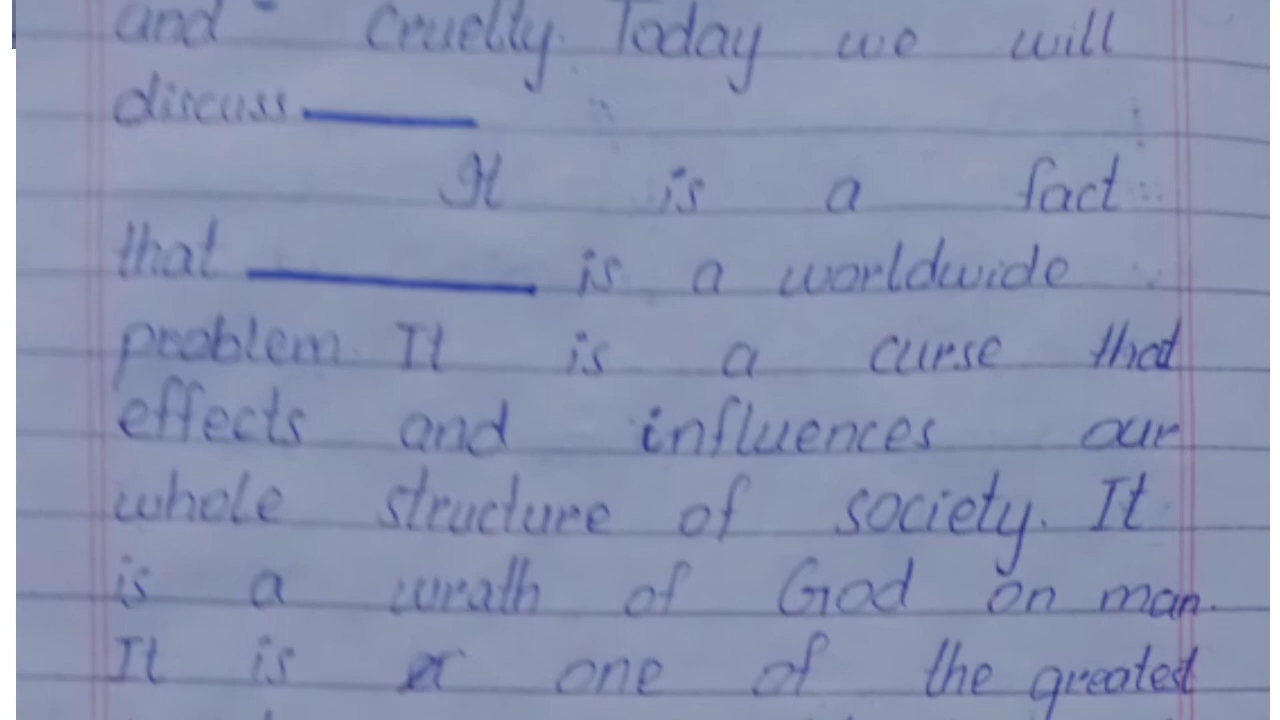 and cruelty. Today we will
discuss
It is a fact
that is a worldwide
problem. It is a curse that
effects and influences our
whole structure of society. It
is a wrath of God on man.
It is one of the greatest